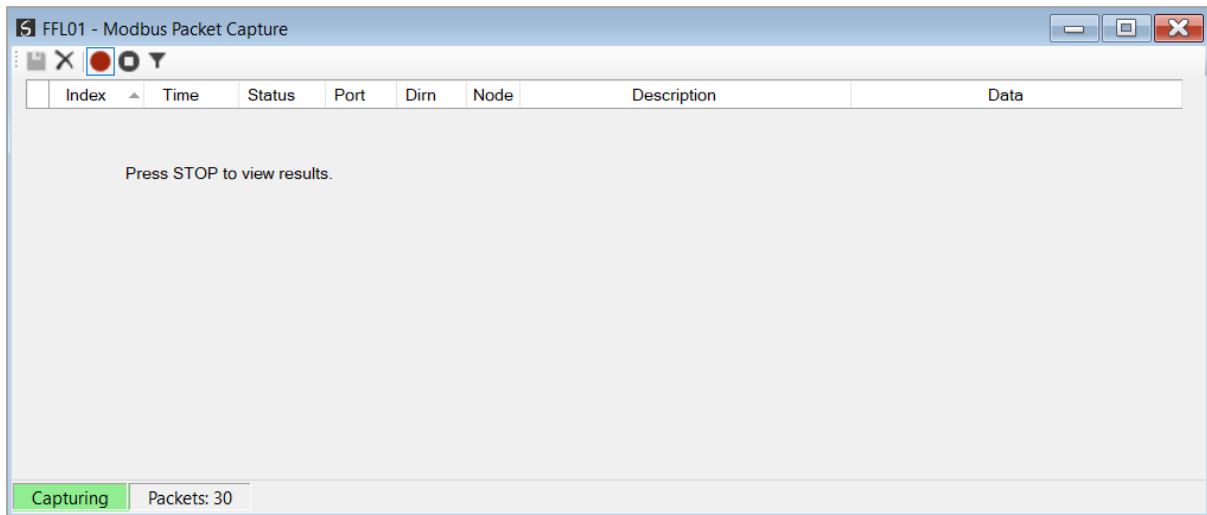 FFL01 - Modbus Packet Capture
Index Time Status Port Dirn Node Description Data
Press STOP to view results.
Capturing Packets: 30